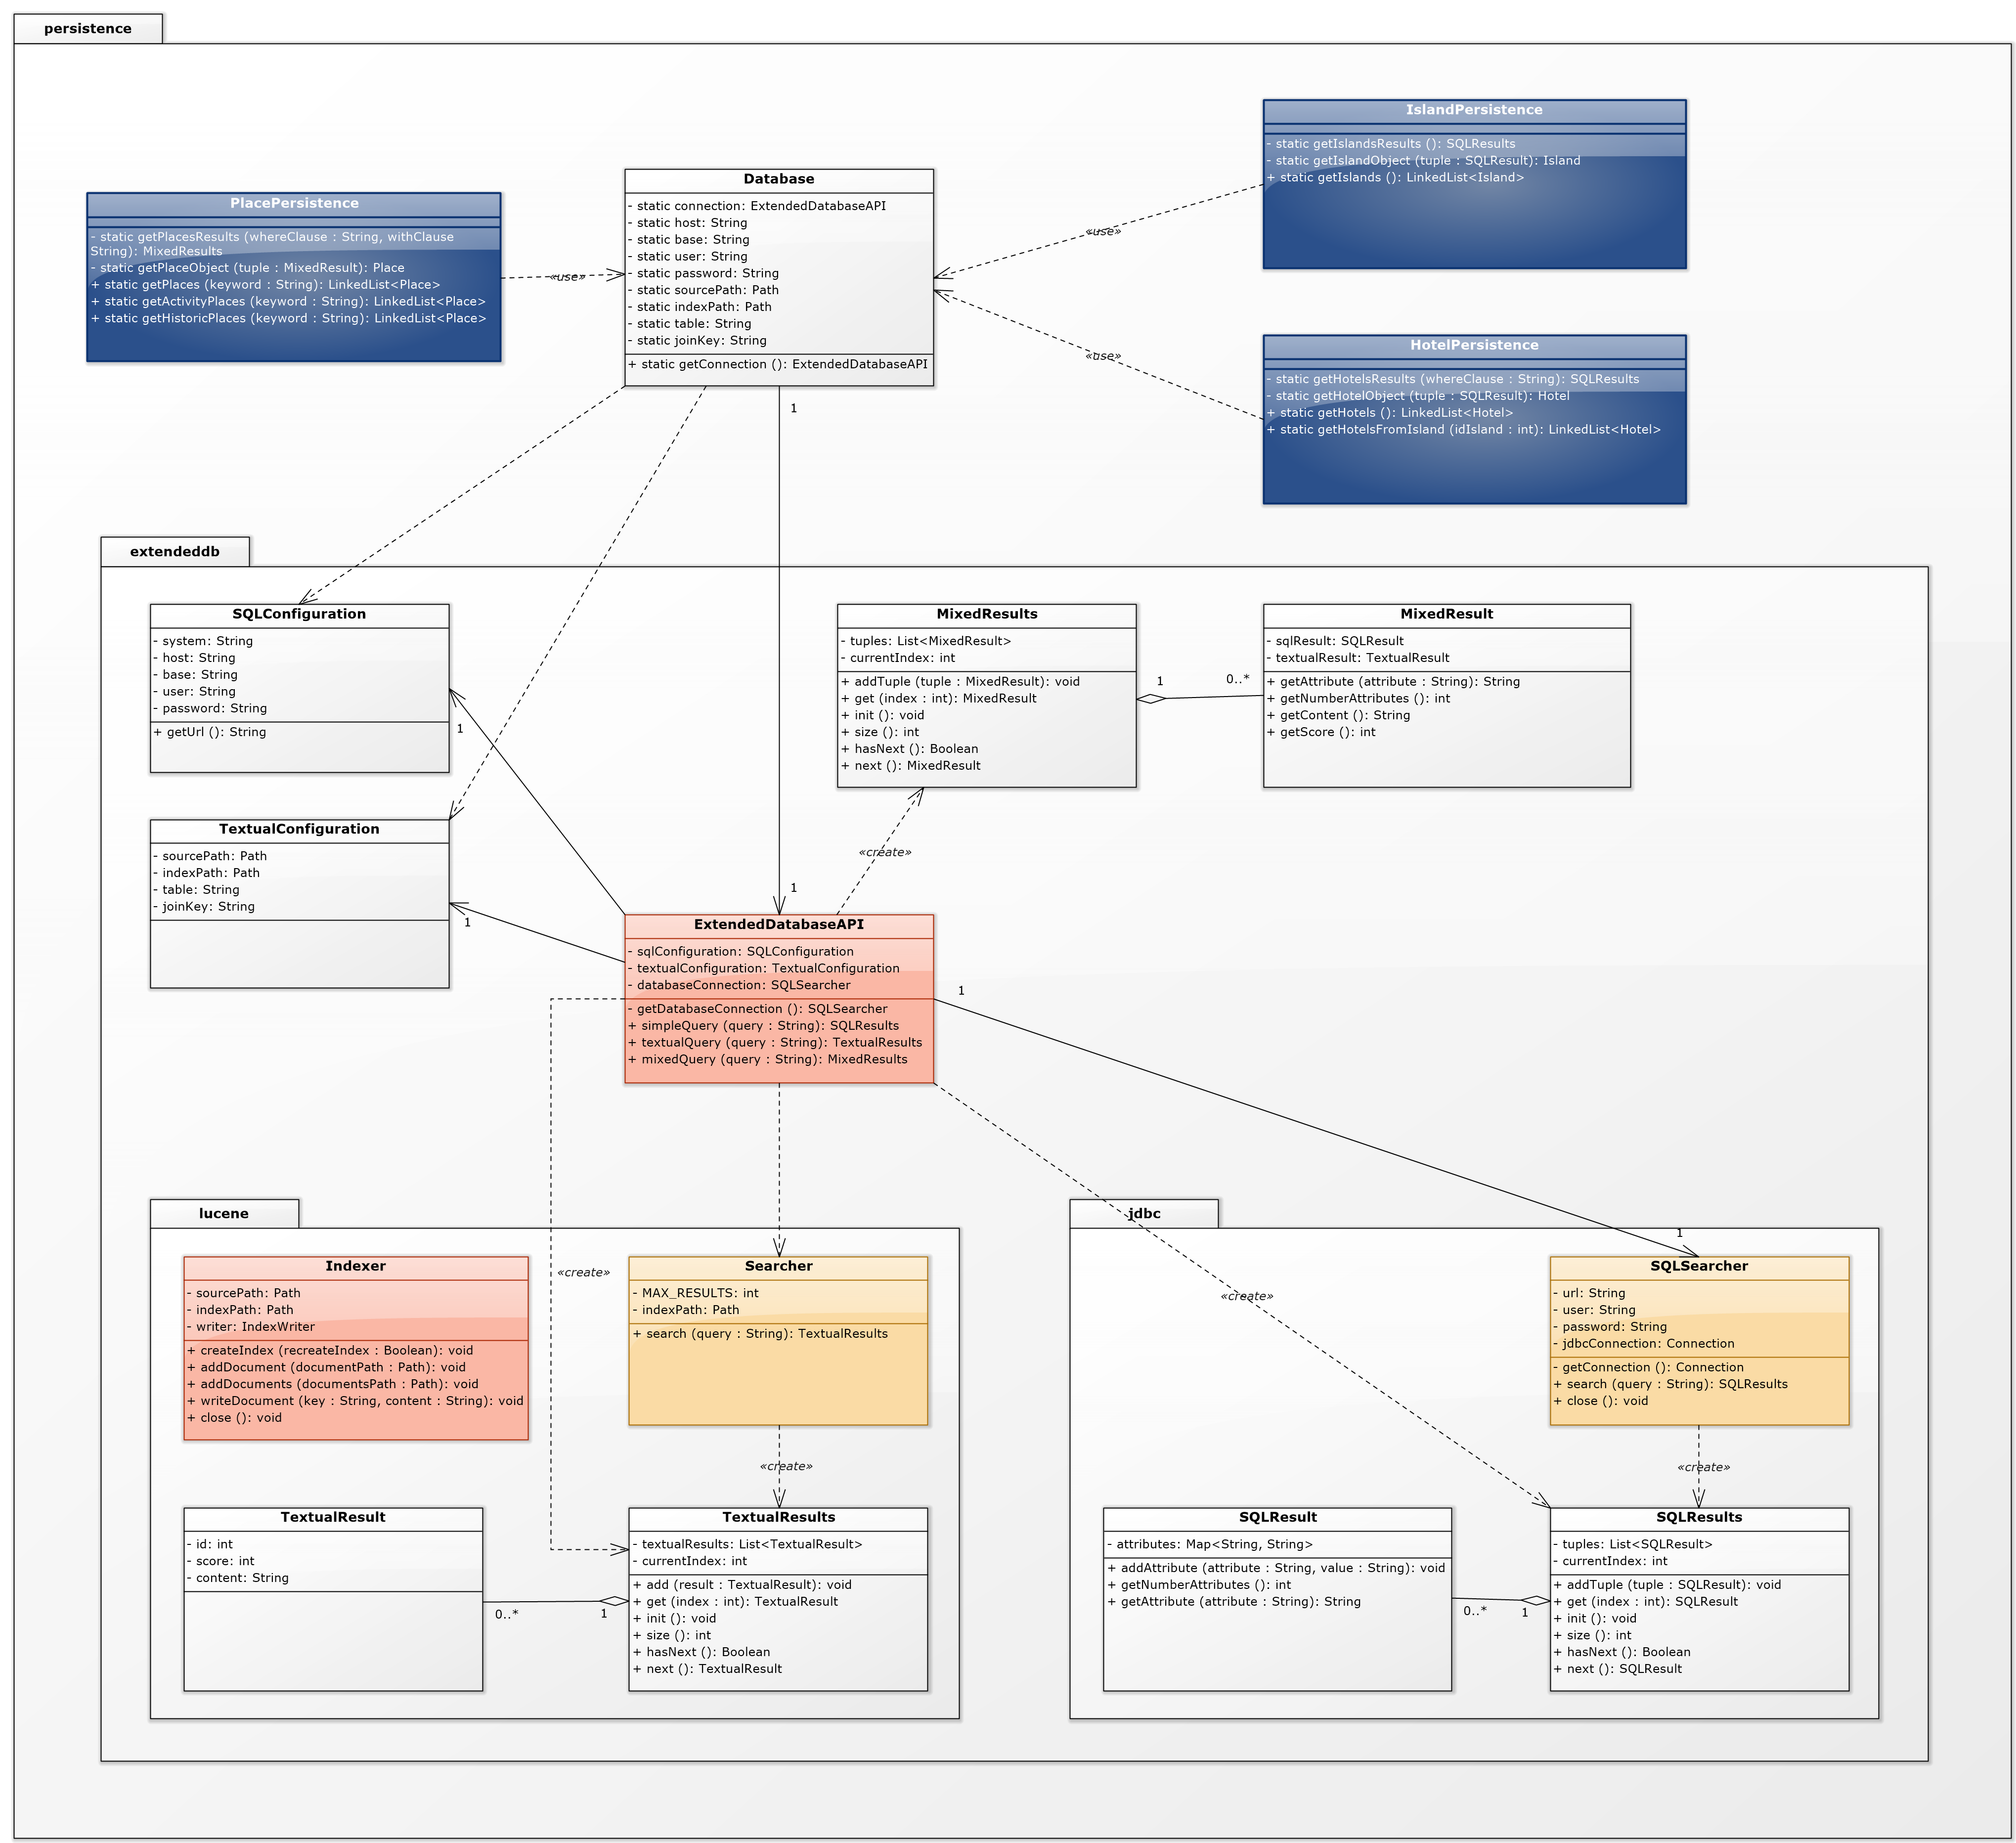 persistence
IslandPersistence
- static getIslandsResults (): SQLResults
- static getIslandObject (tuple : SQLResult): Island
+ static getIslands (): LinkedList<Island>
Database
- static connection: ExtendedDatabaseAPI
- static host: String
- static base: String
- static user: String
- static password: String
- static sourcePath: Path
- static indexPath: Path
- static table: String
- static joinKey: String
+ static getConnection (): ExtendedDatabaseAPI
PlacePersistence
- static getPlacesResults (whereClause : String, withClause
String): MixedResults
- static getPlaceObject (tuple : MixedResult): Place
+ static getPlaces (keyword : String): LinkedList<Place>
+ static getActivityPlaces (keyword : String): LinkedList<Place>
+ static getHistoricPlaces (keyword : String): LinkedList<Place>
«use»
«use»
«use»
HotelPersistence
- static getHotelsResults (whereClause : String): SQLResults
- static getHotelObject (tuple : SQLResult): Hotel
+ static getHotels (): LinkedList<Hotel>
+ static getHotelsFromIsland (idIsland : int): LinkedList<Hotel>
1
extendeddb
SQLConfiguration
- system: String
- host: String
- base: String
- user: String
- password: String
+ getUrl (): String
1
MixedResults
- tuples: List<MixedResult>
- currentIndex: int
+ addTuple (tuple : MixedResult): void
+ get (index : int): MixedResult
+ init (): void
+ size (): int
+ hasNext (): Boolean
+ next (): MixedResult
1
0..*
MixedResult
- sqlResult: SQLResult
- textualResult: TextualResult
+ getAttribute (attribute : String): String
+ getNumberAttributes (): int
+ getContent (): String
+ getScore (): int
TextualConfiguration
- sourcePath: Path
- indexPath: Path
- table: String
- joinKey: String
1
«create»
1
ExtendedDatabaseAPI
- sqlConfiguration: SQLConfiguration
- textualConfiguration: TextualConfiguration
- databaseConnection: SQLSearcher
- getDatabaseConnection (): SQLSearcher
+ simpleQuery (query : String): SQLResults
+ textualQuery (query : String): TextualResults
+ mixedQuery (query : String): MixedResults
1
lucene
Indexer
- sourcePath: Path
- indexPath: Path
- writer: IndexWriter
+ createIndex (recreateIndex : Boolean): void
+ addDocument (documentPath : Path): void
+ addDocuments (documentsPath : Path): void
+ writeDocument (key : String, content : String): void
+ close (): void
«create»
Searcher
- MAX_RESULTS: int
- indexPath: Path
+ search (query : String): TextualResults
«create»
TextualResult
- id: int
- score: int
- content: String
0..*
1
TextualResults
- textualResults: List<TextualResult>
- currentIndex: int
+ add (result : TextualResult): void
+ get (index : int): TextualResult
+ init (): void
+ size (): int
+ hasNext (): Boolean
+ next (): TextualResult
jdbc
1
«create»
SQLSearcher
- url: String
- user: String
- password: String
- jdbcConnection: Connection
- getConnection (): Connection
+ search (query : String): SQLResults
+ close (): void
«create»
SQLResult
- attributes: Map<String, String>
+ addAttribute (attribute : String, value : String): void
+ getNumberAttributes (): int
+ getAttribute (attribute : String): String
0..*
1
SQLResults
- tuples: List<SQLResult>
- currentIndex: int
+ addTuple (tuple : SQLResult): void
+ get (index : int): SQLResult
+ init (): void
+ size (): int
+ hasNext (): Boolean
+ next (): SQLResult